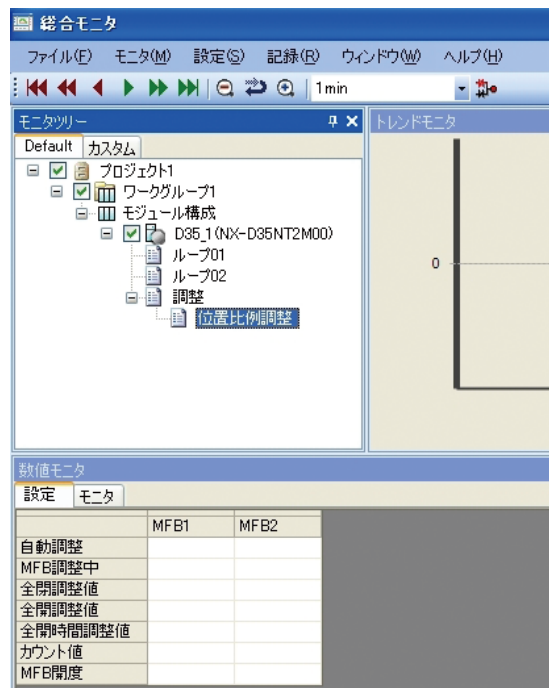 総合モニタ
ファイル(F) モニタ(M) 設定(S) 記録(R) ウィンドウ(W) ヘルプ(H)
1min
モニタツリー
トレンドモニタ
Default カスタム
プロジェクト1
ワークグループ1
モジュール構成
D35_1(NX-D35NT2M00)
ループ01
ループ02
調整
位置比例調整
0
数値モニタ
設定 モニタ
MFB1 MFB2
自動調整
MFB調整中
全閉調整値
全開調整値
全開時間調整値
カウント値
MFB開度